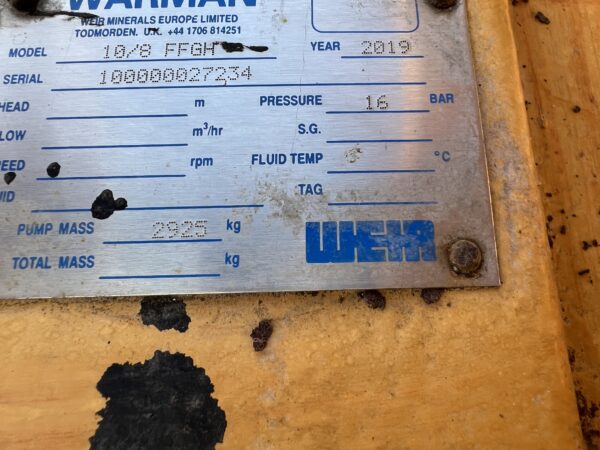 WARMAN
WEIR MINERALS EUROPE LIMITED
TODMORDEN. U.K. +44 1706 814251
MODEL 10/8 FFGH YEAR 2019
SERIAL 100000027234
HEAD m PRESSURE 16 BAR
LOW m³/hr S.G.
PEED rpm FLUID TEMP °C
UID TAG
PUMP MASS 2925 kg WEIR
TOTAL MASS kg